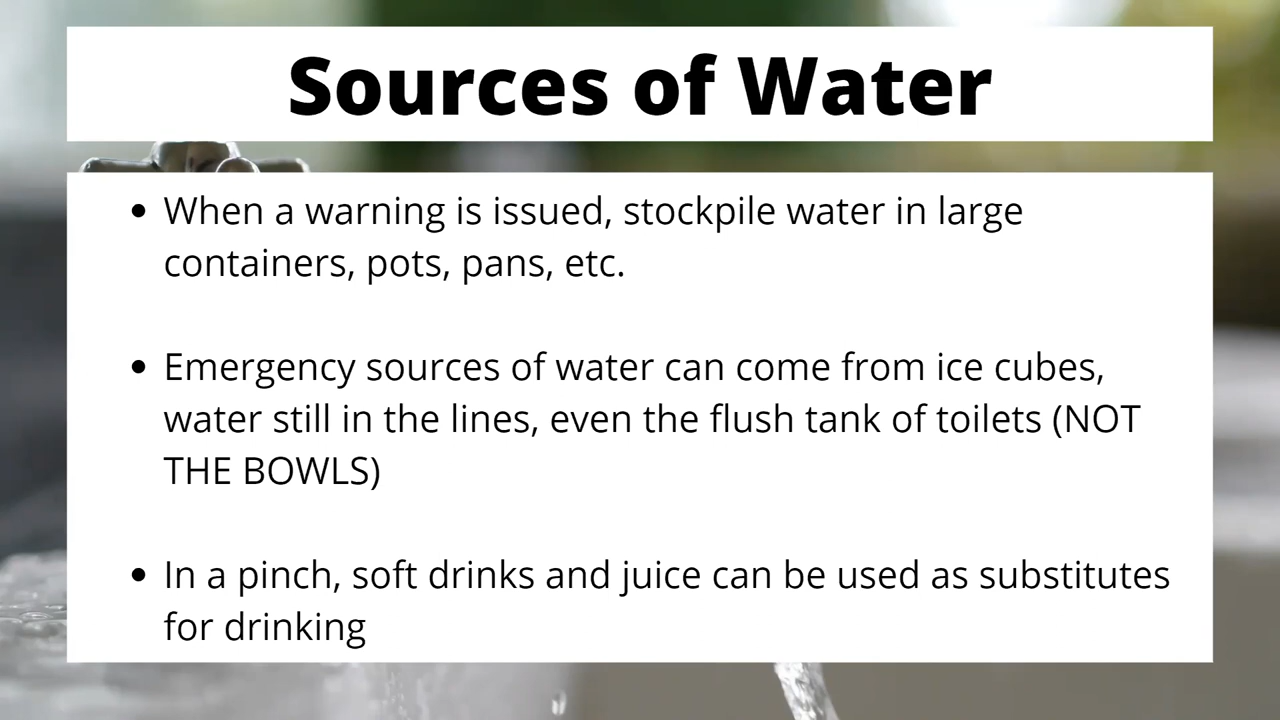 Sources of Water
• When a warning is issued, stockpile water in large
containers, pots, pans, etc.
• Emergency sources of water can come from ice cubes,
water still in the lines, even the flush tank of toilets (NOT
THE BOWLS)
• In a pinch, soft drinks and juice can be used as substitutes
for drinking